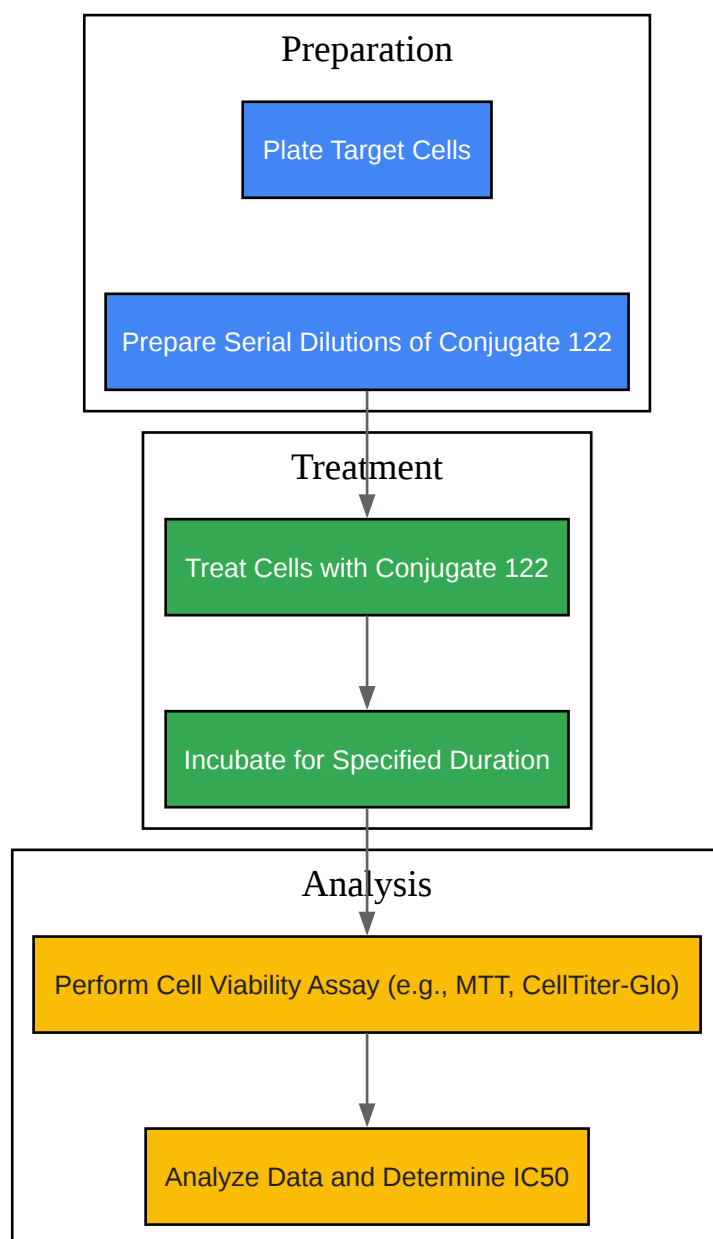 Preparation
Plate Target Cells
Prepare Serial Dilutions of Conjugate 122
Treatment
Treat Cells with Conjugate 122
Incubate for Specified Duration
Analysis
Perform Cell Viability Assay (e.g., MTT, CellTiter-Glo)
Analyze Data and Determine IC50